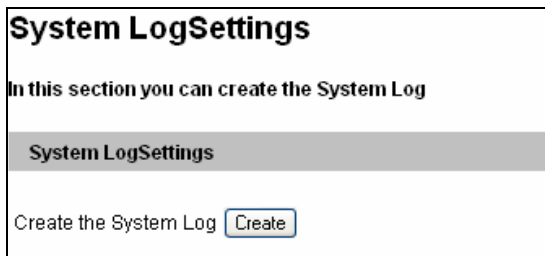 System LogSettings
In this section you can create the System Log
System LogSettings
Create the System Log Create